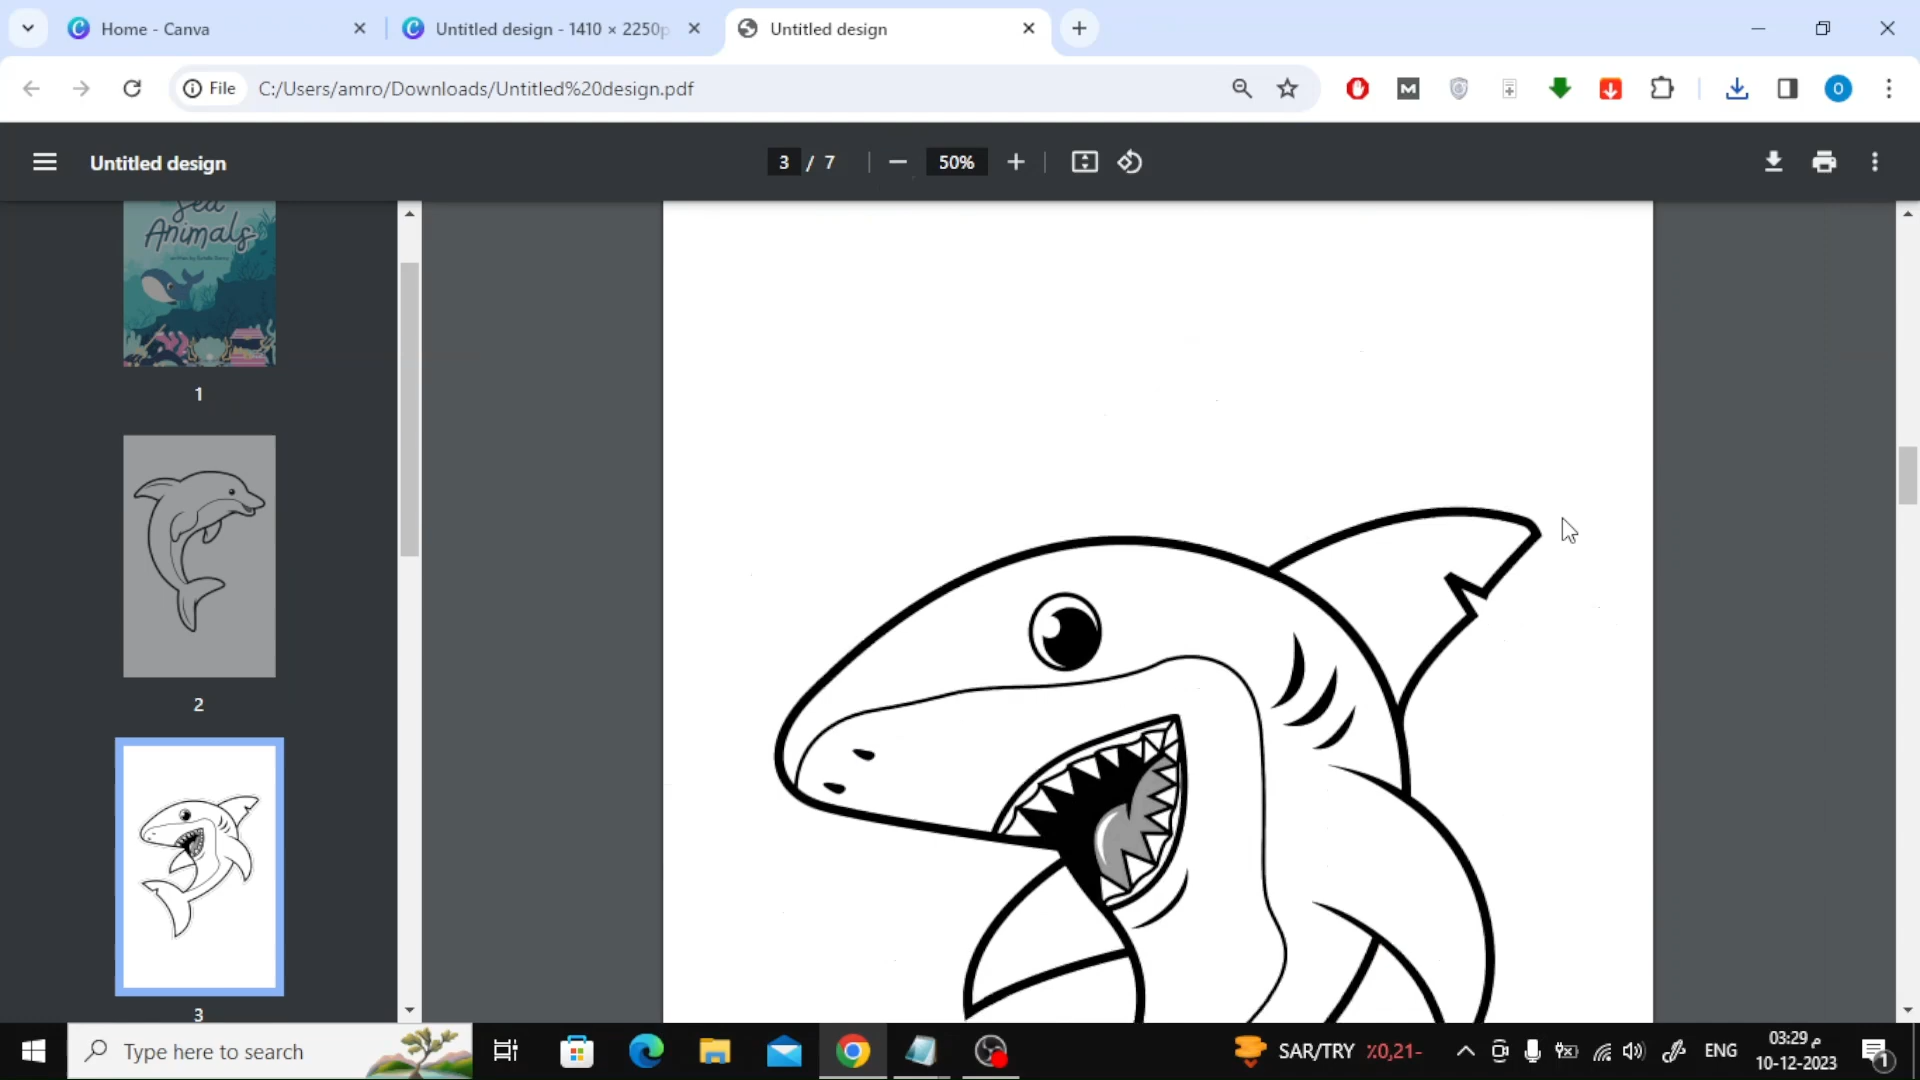 Home - Canva
Untitled design - 1410 × 2250p
Untitled design
File
C:/Users/amro/Downloads/Untitled%20design.pdf
Untitled design
3 / 7
50%
Sea
Animals
1
2
3
Type here to search
SAR/TRY
٪0,21-
ENG
03:29 م
10-12-2023
1